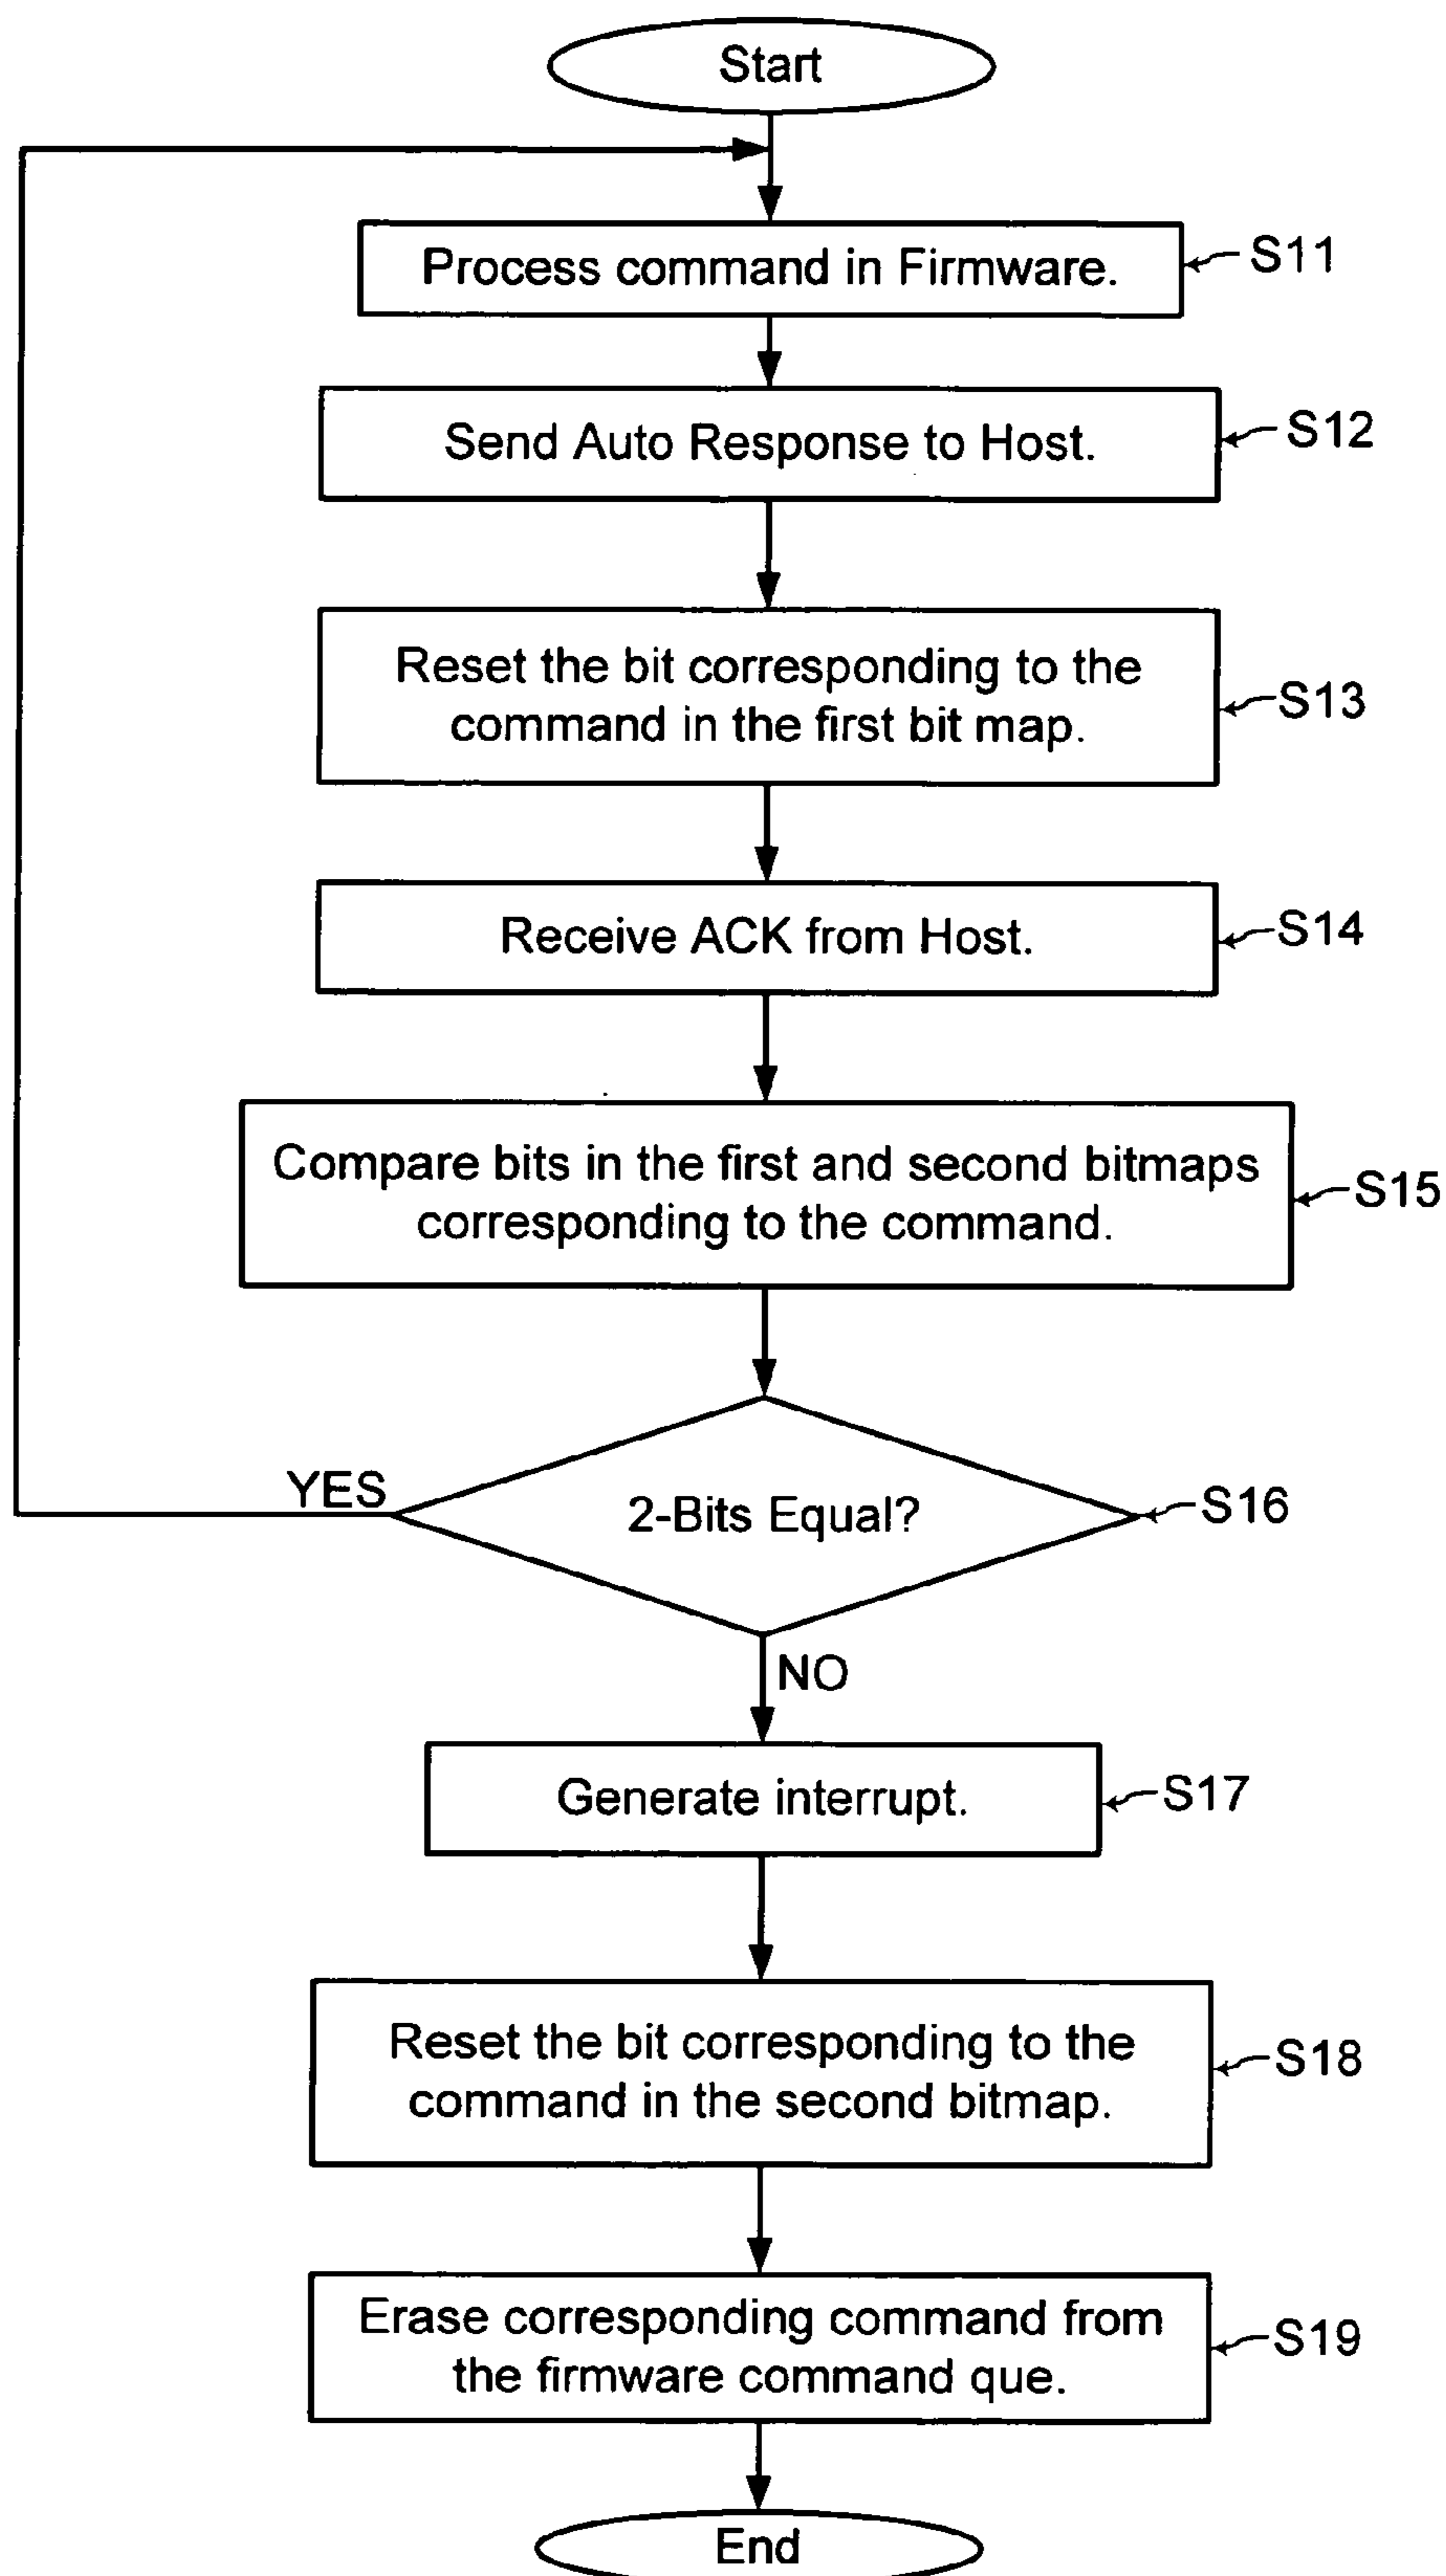 Start
Process command in Firmware.
S11
Send Auto Response to Host.
S12
Reset the bit corresponding to the
command in the first bit map.
S13
Receive ACK from Host.
S14
Compare bits in the first and second bitmaps
corresponding to the command.
S15
YES
2-Bits Equal?
S16
NO
Generate interrupt.
S17
Reset the bit corresponding to the
command in the second bitmap.
S18
Erase corresponding command from
the firmware command que.
S19
End